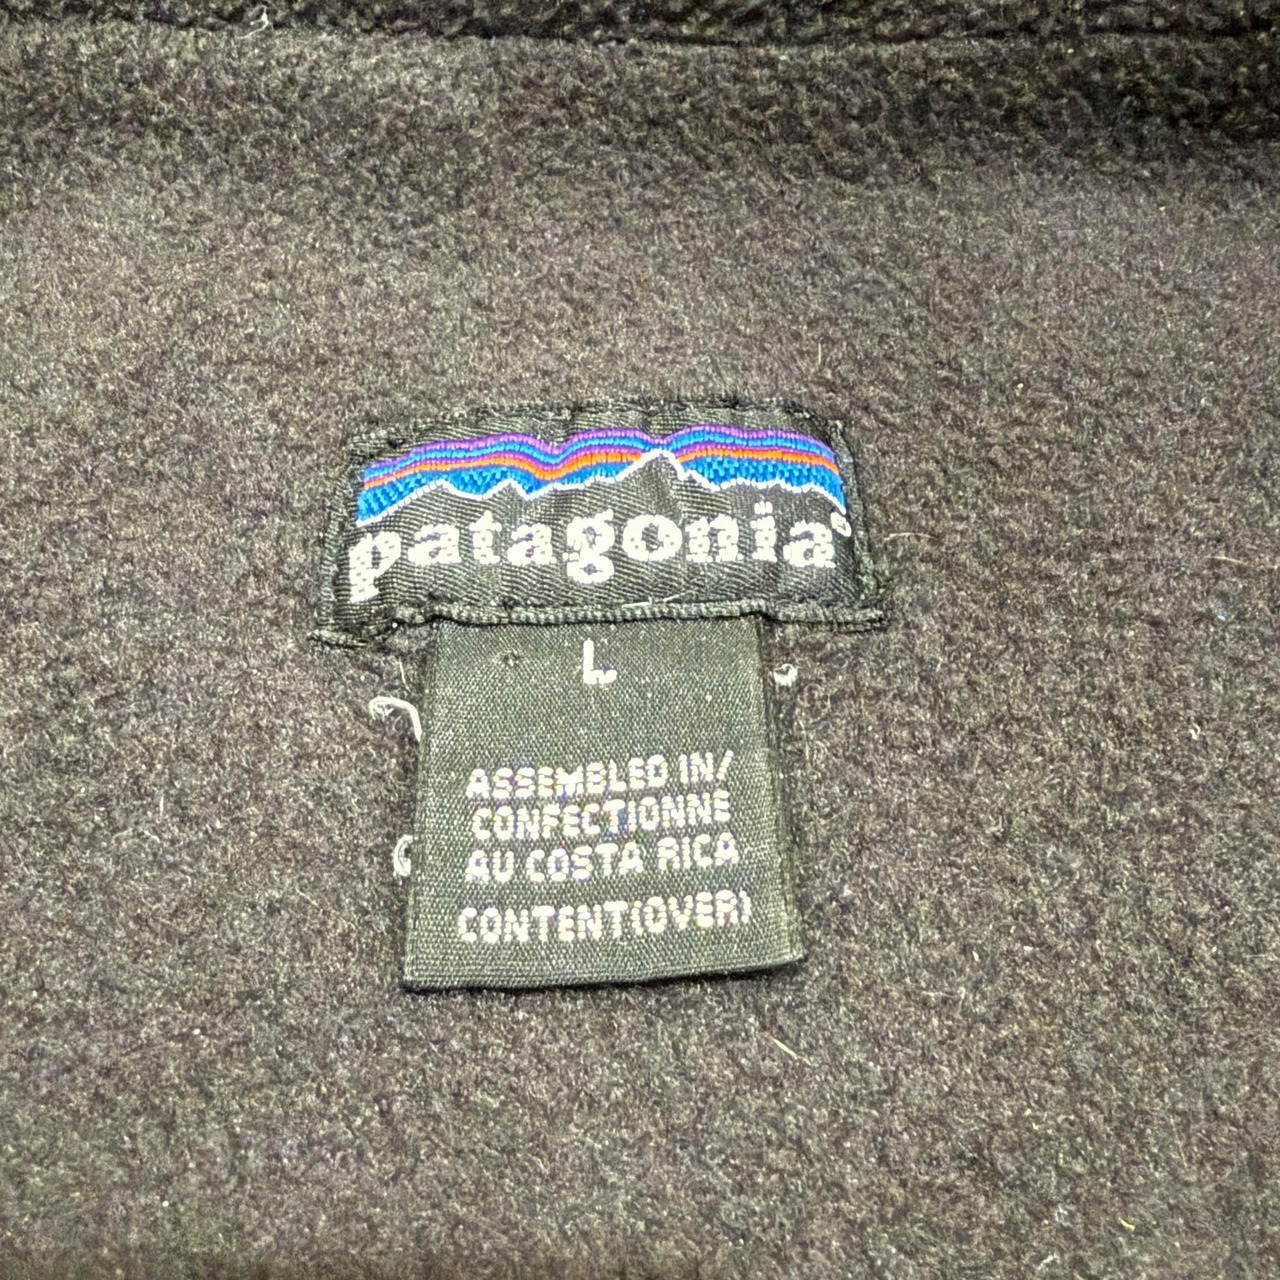 patagonia®
L
ASSEMBLED IN/
CONFECTIONNE
AU COSTA RICA
CONTENT(OVER)